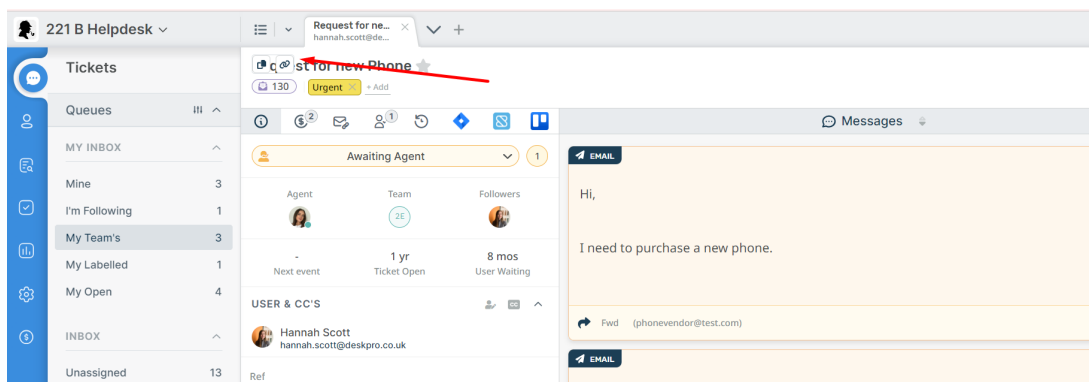 221 B Helpdesk
Request for ne...
hannah.scott@de...
Tickets
Request for new Phone
130
Urgent
+ Add
Queues
2
1
Messages
MY INBOX
Awaiting Agent
1
EMAIL
Mine 3
Agent
Team
Followers
Hi,
I'm Following 1
2E
My Team's 3
I need to purchase a new phone.
My Labelled 1
-
1 yr
8 mos
Next event
Ticket Open
User Waiting
My Open 4
USER & CC'S
CC
Fwd (phonevendor@test.com)
INBOX
Hannah Scott
hannah.scott@deskpro.co.uk
EMAIL
Unassigned 13
Ref